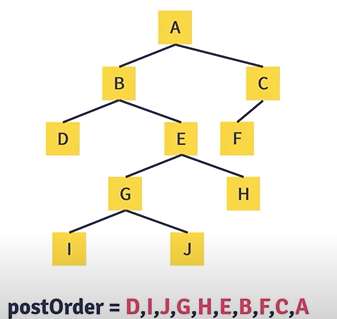 A
B C
D E F
G H
I J
postOrder = D,I,J,G,H,E,B,F,C,A